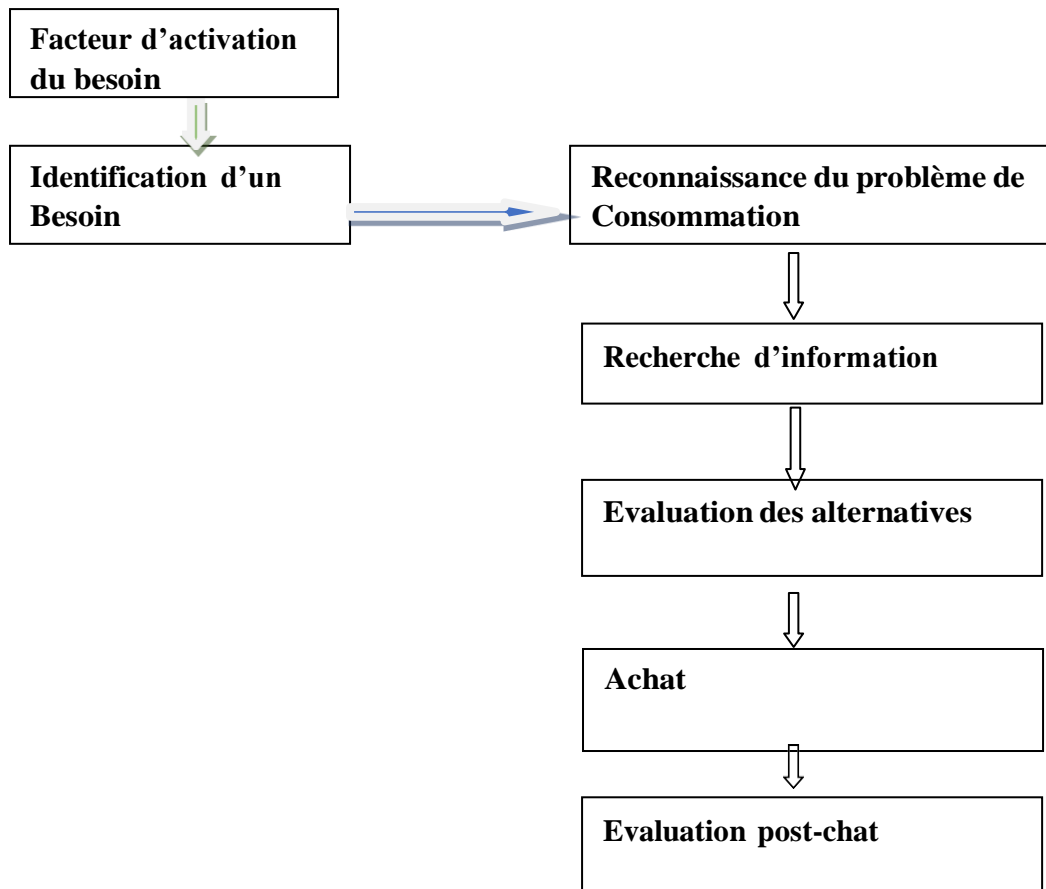 Facteur d’activation
du besoin
Identification d’un
Besoin
Reconnaissance du problème de
Consommation
Recherche d’information
Evaluation des alternatives
Achat
Evaluation post-chat